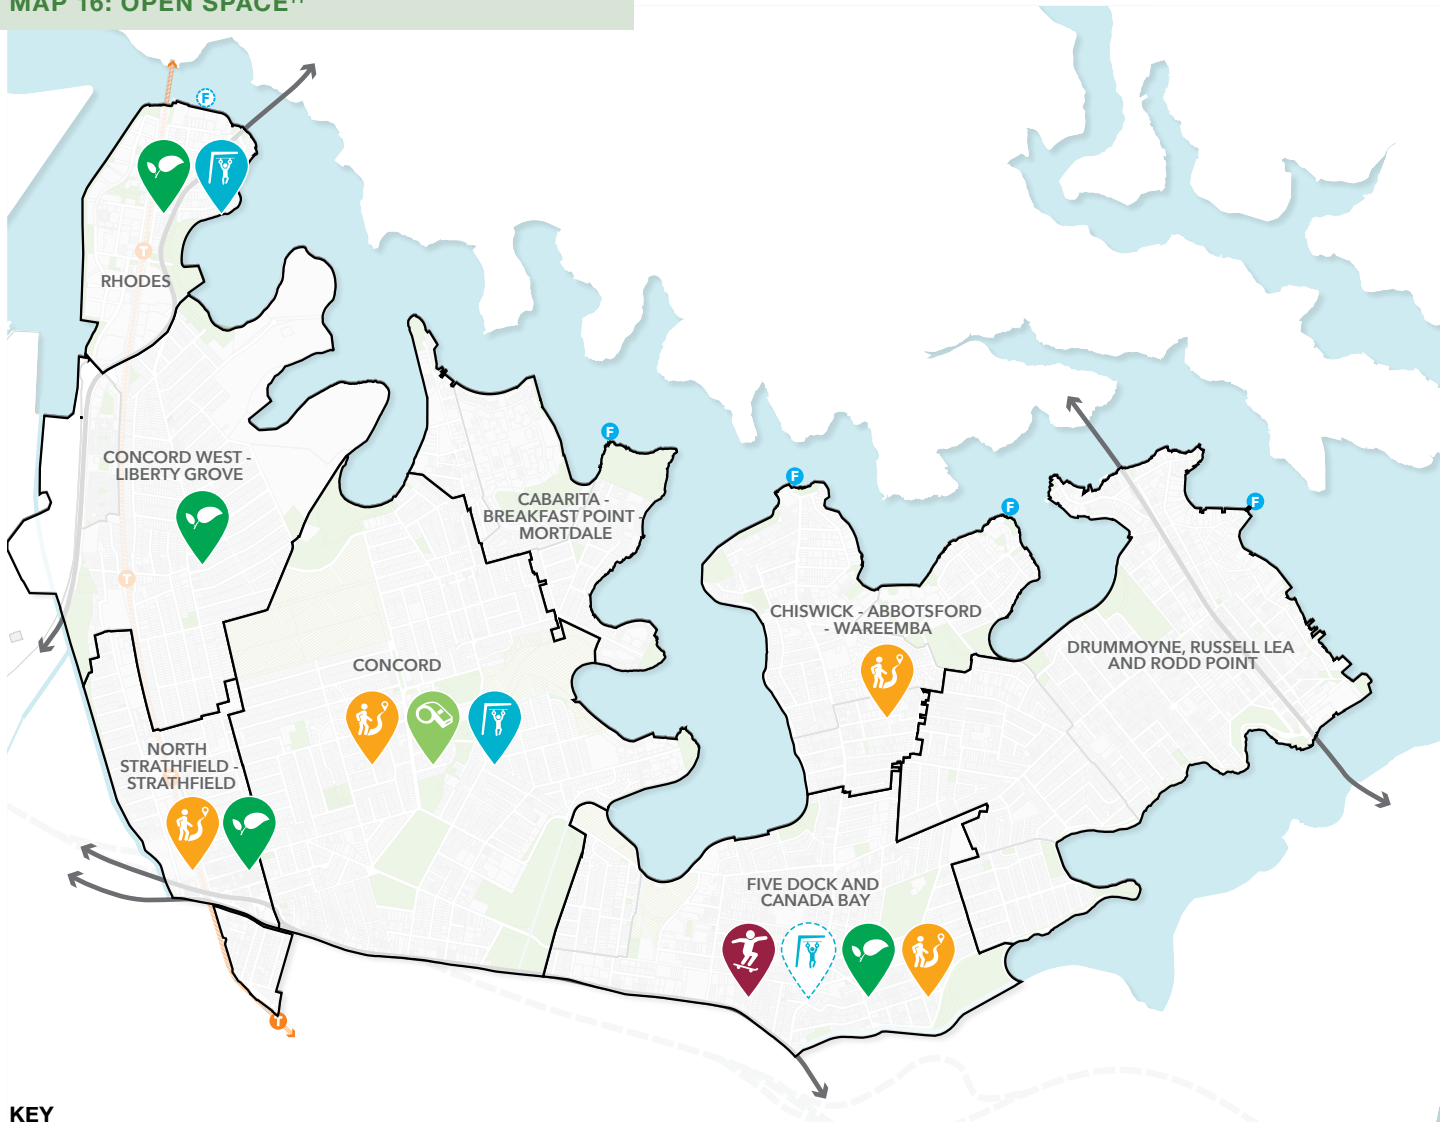 MAP 16: OPEN SPACE¹¹
F
RHODES
T
CONCORD WEST -
LIBERTY GROVE
T
F
CABARITA -
BREAKFAST POINT -
MORTDALE
F
F
F
CHISWICK - ABBOTSFORD
- WAREEMBA
DRUMMOYNE, RUSSELL LEA
AND RODD POINT
CONCORD
NORTH
STRATHFIELD -
STRATHFIELD
FIVE DOCK AND
CANADA BAY
T
KEY